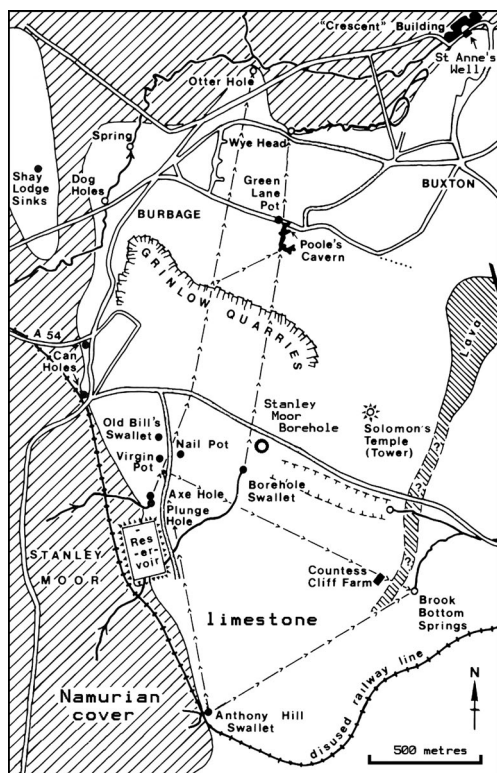 "Crescent" Building
St Anne's
Well
Otter Hole
Spring
Wye Head
Shay
Lodge
Sinks
Dog
Holes
Green
Lane
Pot
BUXTON
BURBAGE
Poole's
Cavern
GRINLOW QUARRIES
Lava
A 54
Can
Holes
Stanley
Moor
Borehole
Solomon's
Temple
(Tower)
Old Bill's
Swallet
Nail Pot
Virgin
Pot
Axe Hole
Borehole
Swallet
Plunge
Hole
Res-
ervoir
STANLEY
MOOR
Countess
Cliff Farm
Brook
Bottom
Springs
limestone
Namurian
cover
Anthony Hill
Swallet
disused railway line
N
500 metres